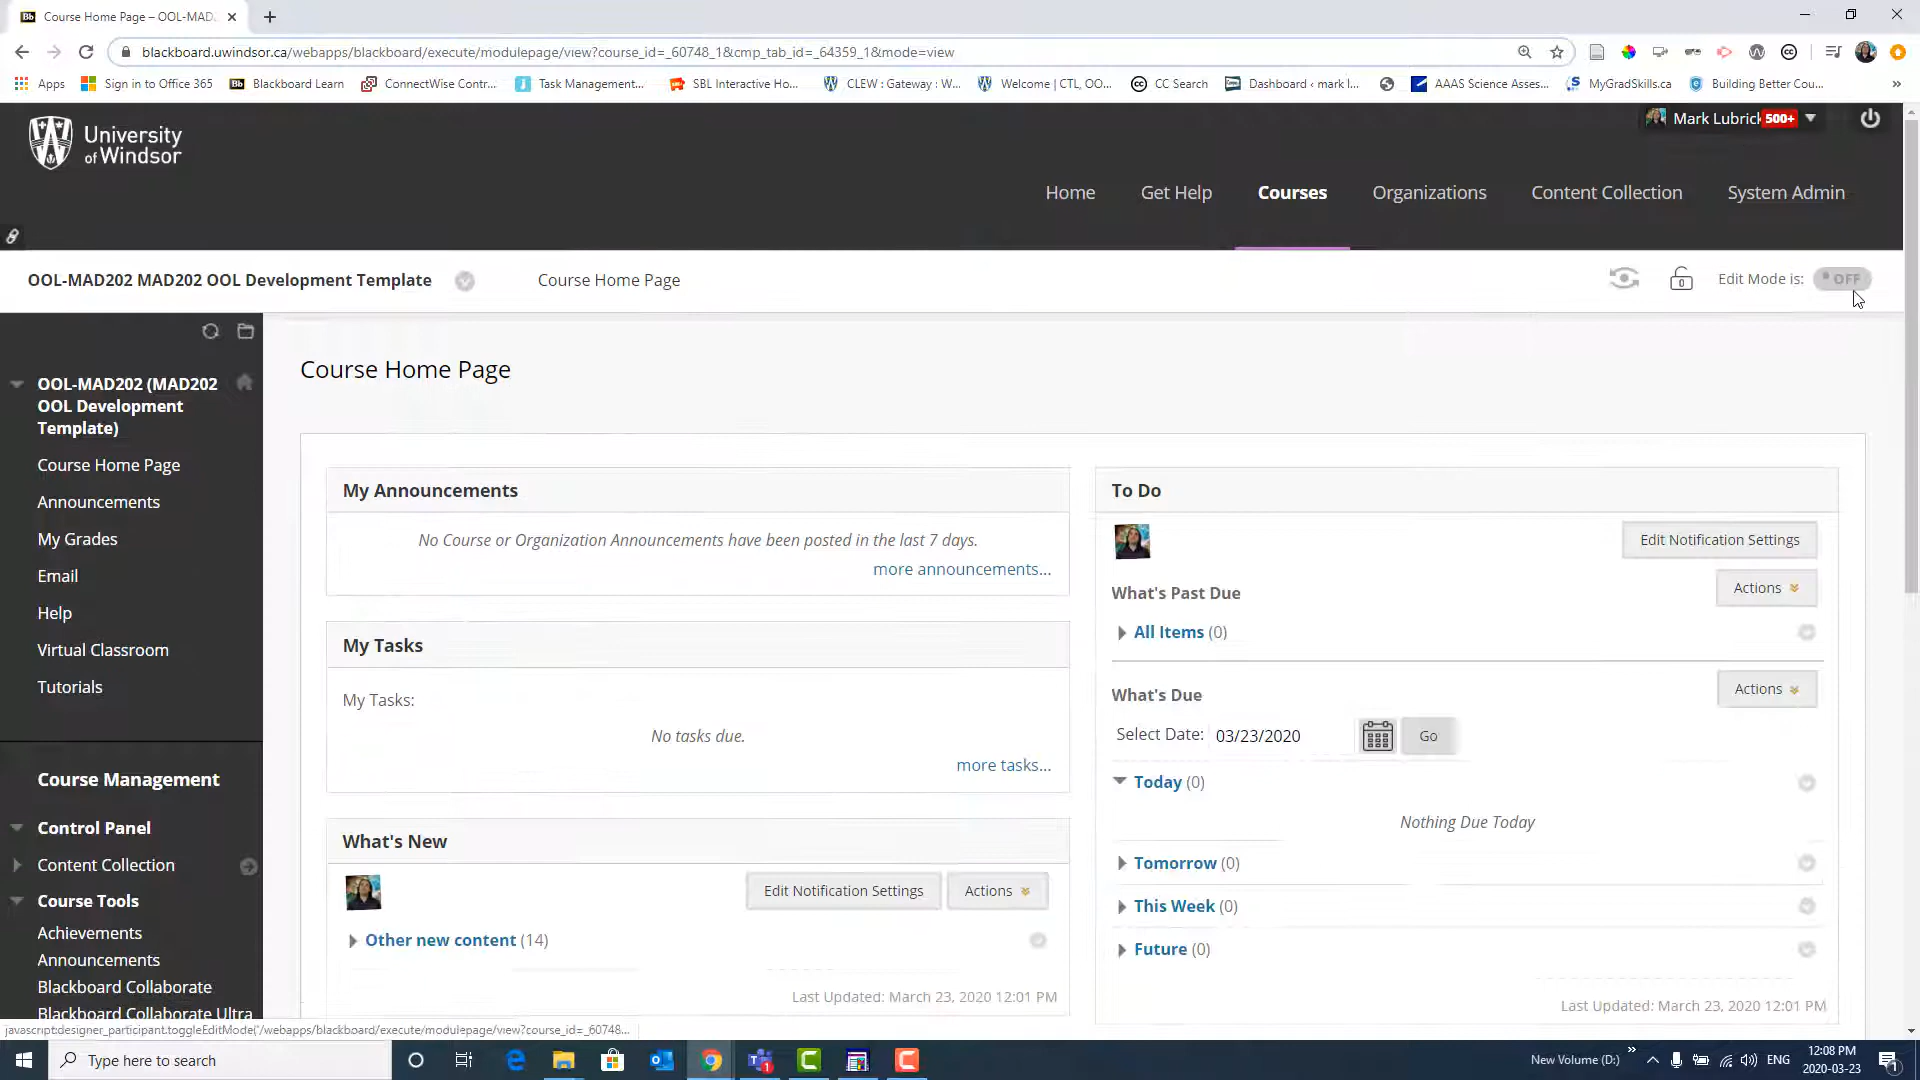 Course Home Page – OOL-MAD
blackboard.uwindsor.ca/webapps/blackboard/execute/modulepage/view?course_id=_60748_1&cmp_tab_id=_64359_1&mode=view
Apps Sign in to Office 365 Blackboard Learn ConnectWise Contr... Task Management... SBL Interactive Ho... CLEW : Gateway : W... Welcome | CTL, OO... CC Search Dashboard ‹ mark l... AAAS Science Asses... MyGradSkills.ca Building Better Cou... »
University of Windsor
Mark Lubrick 500+
Home Get Help Courses Organizations Content Collection System Admin
OOL-MAD202 MAD202 OOL Development Template Course Home Page Edit Mode is: OFF
OOL-MAD202 (MAD202
OOL Development
Template)
Course Home Page
Announcements
My Grades
Email
Help
Virtual Classroom
Tutorials
Course Management
Control Panel
Content Collection
Course Tools
Achievements
Announcements
Blackboard Collaborate
Blackboard Collaborate Ultra
Course Home Page
My Announcements
No Course or Organization Announcements have been posted in the last 7 days.
more announcements...
My Tasks
My Tasks:
No tasks due.
more tasks...
What's New
Edit Notification Settings Actions
Other new content (14)
Last Updated: March 23, 2020 12:01 PM
To Do
Edit Notification Settings
What's Past Due Actions
All Items (0)
What's Due Actions
Select Date: 03/23/2020 Go
Today (0)
Nothing Due Today
Tomorrow (0)
This Week (0)
Future (0)
Last Updated: March 23, 2020 12:01 PM
javascript:designer_participant.toggleEditMode('/webapps/blackboard/execute/modulepage/view?course_id=_60748...
Type here to search
New Volume (D:) » ENG 12:08 PM
2020-03-23